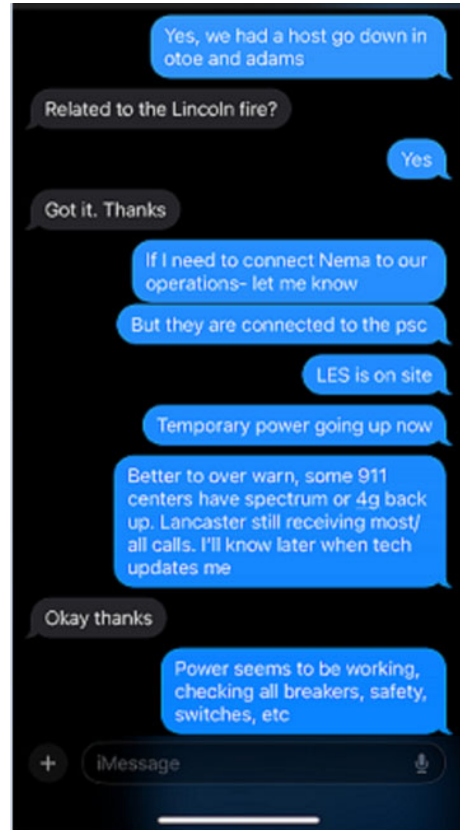 Yes, we had a host go down in
otoe and adams
Related to the Lincoln fire?
Yes
Got it. Thanks
If I need to connect Nema to our
operations- let me know
But they are connected to the psc
LES is on site
Temporary power going up now
Better to over warn, some 911
centers have spectrum or 4g back
up. Lancaster still receiving most/
all calls. I'll know later when tech
updates me
Okay thanks
Power seems to be working,
checking all breakers, safety,
switches, etc
+ iMessage